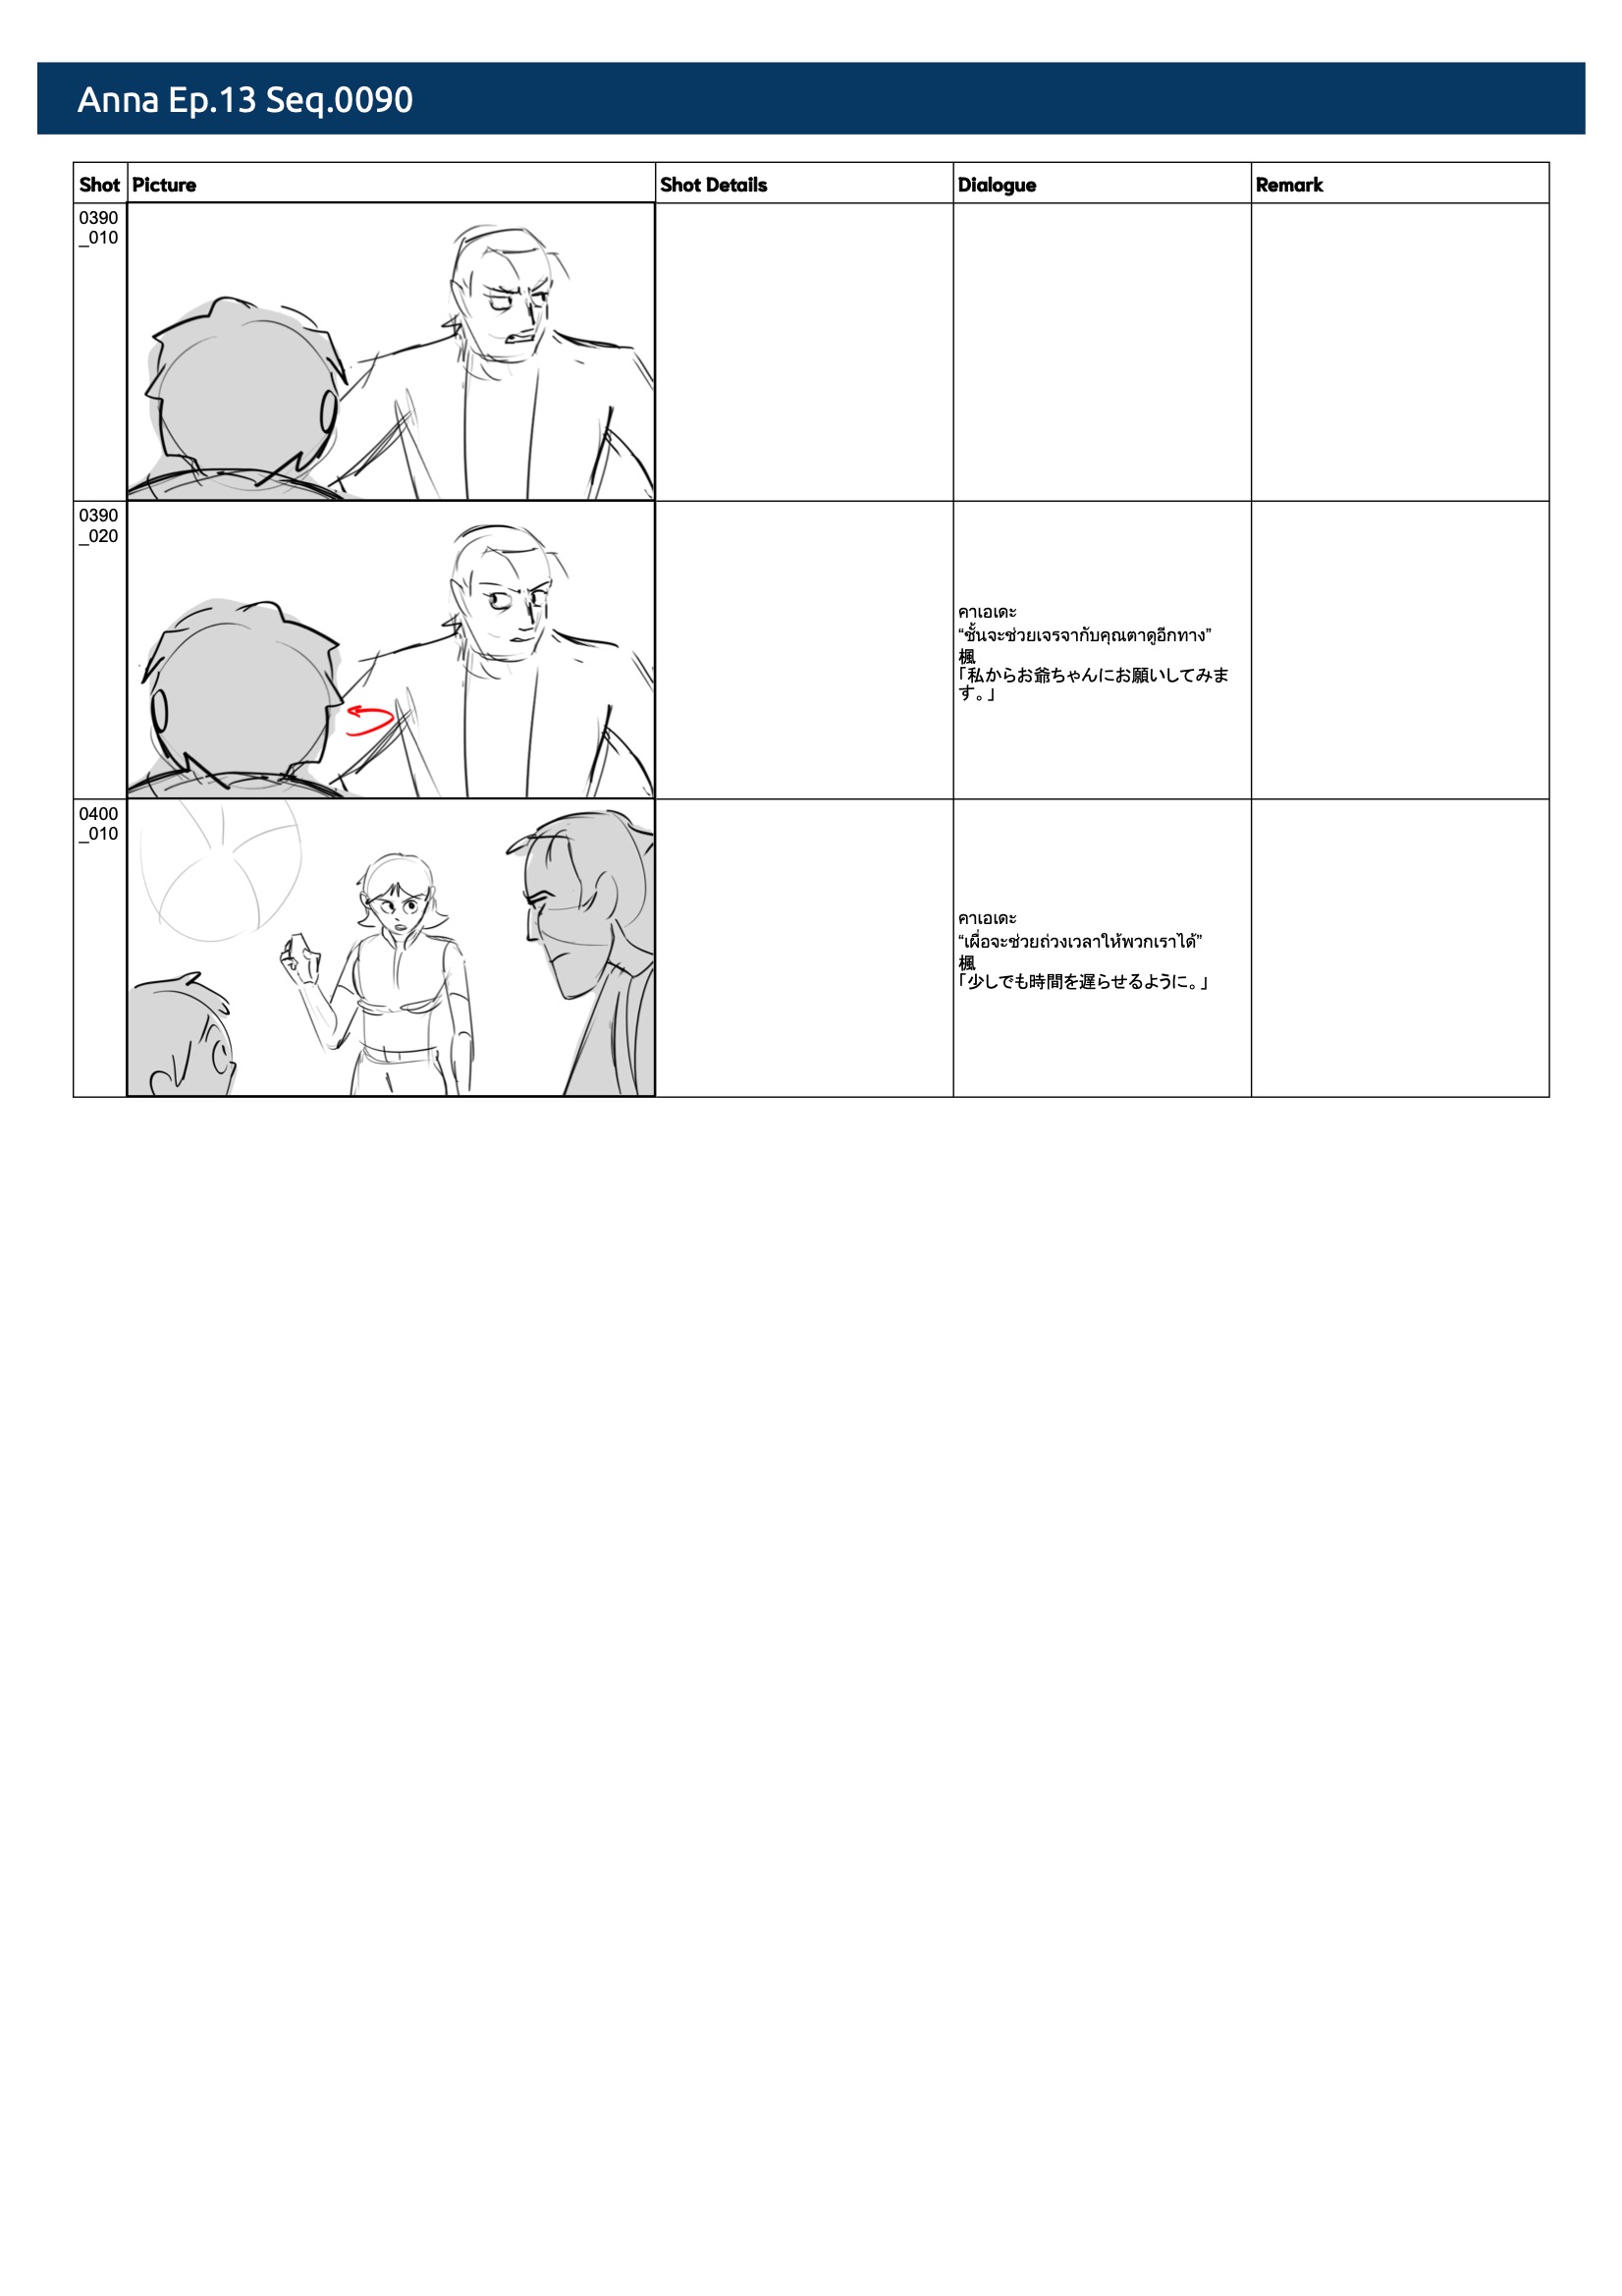 Anna Ep.13 Seq.0090
Shot Picture Shot Details Dialogue Remark
0390
_010
0390
_020
คาเอเดะ
“ชั้นจะช่วยเจรจากับคุณตาดูอีกทาง”
楓
「私からお爺ちゃんにお願いしてみま
す。」
0400
_010
คาเอเดะ
“เผื่อจะช่วยถ่วงเวลาให้พวกเราได้”
楓
「少しでも時間を遅らせるように。」